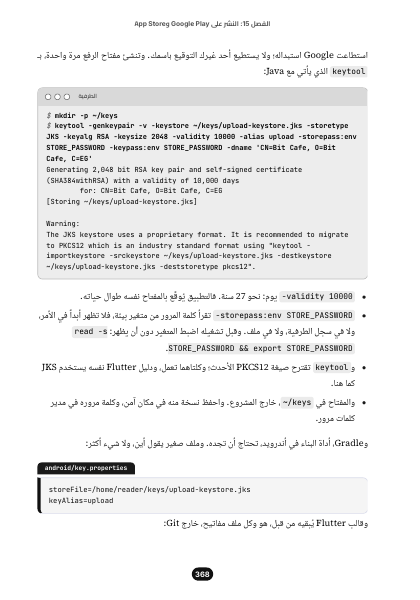 الفصل 15: النشر على Google Play وApp Store
استطاعت Google استبداله؛ ولا يستطيع أحد غيرك التوقيع باسمك. وتنشئ مفتاح الرفع مرة واحدة، بـ
keytool الذي يأتي مع Java:
الطرفية
$ mkdir -p ~/keys
$ keytool -genkeypair -v -keystore ~/keys/upload-keystore.jks -storetype
JKS -keyalg RSA -keysize 2048 -validity 10000 -alias upload -storepass:env
STORE_PASSWORD -keypass:env STORE_PASSWORD -dname 'CN=Bit Cafe, O=Bit
Cafe, C=EG'
Generating 2,048 bit RSA key pair and self-signed certificate
(SHA384withRSA) with a validity of 10,000 days
for: CN=Bit Cafe, O=Bit Cafe, C=EG
[Storing ~/keys/upload-keystore.jks]
Warning:
The JKS keystore uses a proprietary format. It is recommended to migrate
to PKCS12 which is an industry standard format using "keytool -
importkeystore -srckeystore ~/keys/upload-keystore.jks -destkeystore
~/keys/upload-keystore.jks -deststoretype pkcs12".
• -validity 10000 يوم: نحو 27 سنة. فالتطبيق يُوقَّع بالمفتاح نفسه طوال حياته.
• -storepass:env STORE_PASSWORD تقرأ كلمة المرور من متغير بيئة، فلا تظهر أبداً في الأمر،
ولا في سجل الطرفية، ولا في ملف. وقبل تشغيله اضبط المتغير دون أن يظهر: read -s
STORE_PASSWORD && export STORE_PASSWORD.
• وkeytool تقترح صيغة PKCS12 الأحدث؛ وكلتاهما تعمل، ودليل Flutter نفسه يستخدم JKS
كما هنا.
• والمفتاح في ~/keys، خارج المشروع. واحفظ نسخة منه في مكان آمن، وكلمة مروره في مدير
كلمات مرور.
وGradle، أداة البناء في أندرويد، تحتاج أن تجده. وملف صغير يقول أين، ولا شيء أكثر:
android/key.properties
storeFile=/home/reader/keys/upload-keystore.jks
keyAlias=upload
وقالب Flutter يُبقيه من قبل، هو وكل ملف مفاتيح، خارج Git:
368